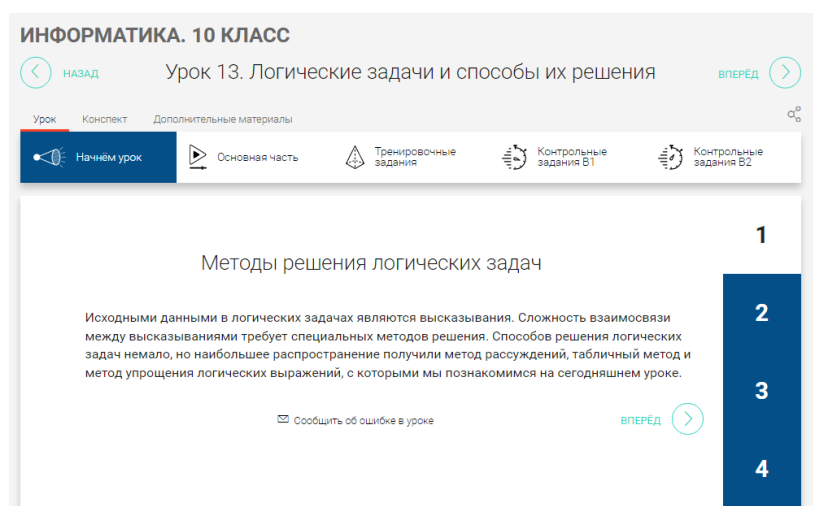 ИНФОРМАТИКА. 10 КЛАСС
НАЗАД
Урок 13. Логические задачи и способы их решения
ВПЕРЁД
Урок
Конспект
Дополнительные материалы
Начнём урок
Основная часть
Тренировочные
задания
Контрольные
задания В1
Контрольные
задания В2
Методы решения логических задач
Исходными данными в логических задачах являются высказывания. Сложность взаимосвязи
между высказываниями требует специальных методов решения. Способов решения логических
задач немало, но наибольшее распространение получили метод рассуждений, табличный метод и
метод упрощения логических выражений, с которыми мы познакомимся на сегодняшнем уроке.
Сообщить об ошибке в уроке
ВПЕРЁД
1
2
3
4